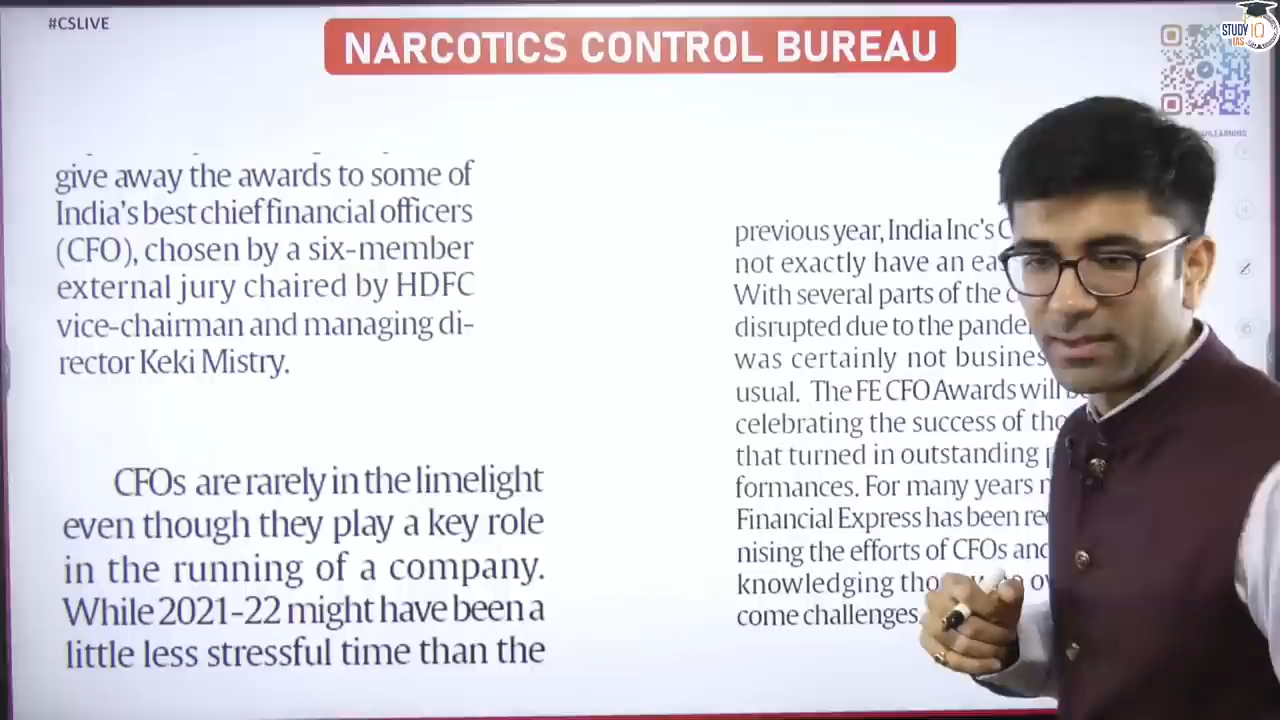 #CSLIVE
NARCOTICS CONTROL BUREAU
STUDY IQ
IAS
give away the awards to some of
India's best chief financial officers
(CFO), chosen by a six-member
external jury chaired by HDFC
vice-chairman and managing di-
rector Keki Mistry.
CFOs are rarely in the limelight
even though they play a key role
in the running of a company.
While 2021-22 might have been a
little less stressful time than the
previous year, India Inc's
not exactly have an
With several parts of the
disrupted due to the
was certainly not
usual. The FE CFO Awards will
celebrating the success of
that turned in outstanding
formances. For many years
Financial Express has been
nising the efforts of CFOs and
knowledging
come challenges.